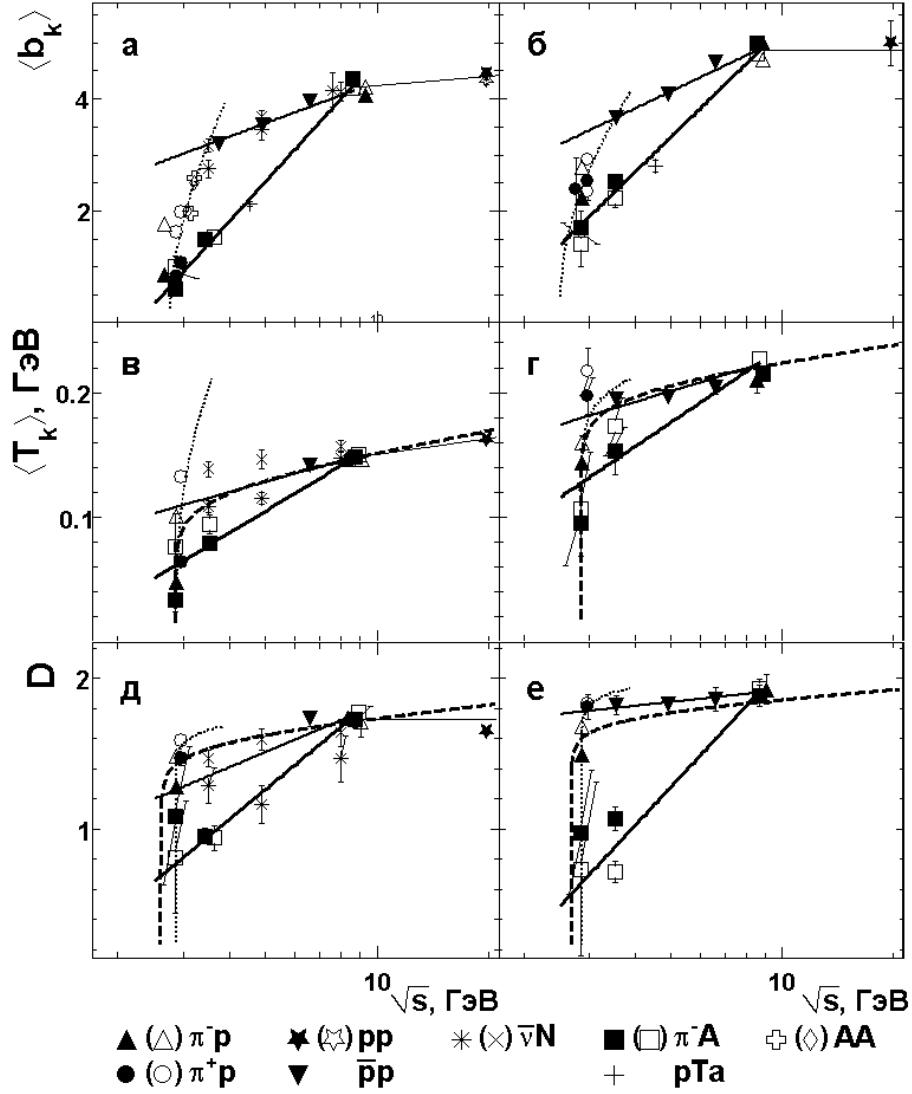 ⟨b_k⟩
а
б
4
2
⟨T_k⟩, ГэВ
в
г
0.2
0.1
D
д
е
2
1
10
10
√s, ГэВ
√s, ГэВ
▲ (△) π⁻p ★ (☆) pp ✳ (×) ν̄N ■ (□) π⁻A ✚ (◇) AA
● (○) π⁺p ▼ p̄p + pTa